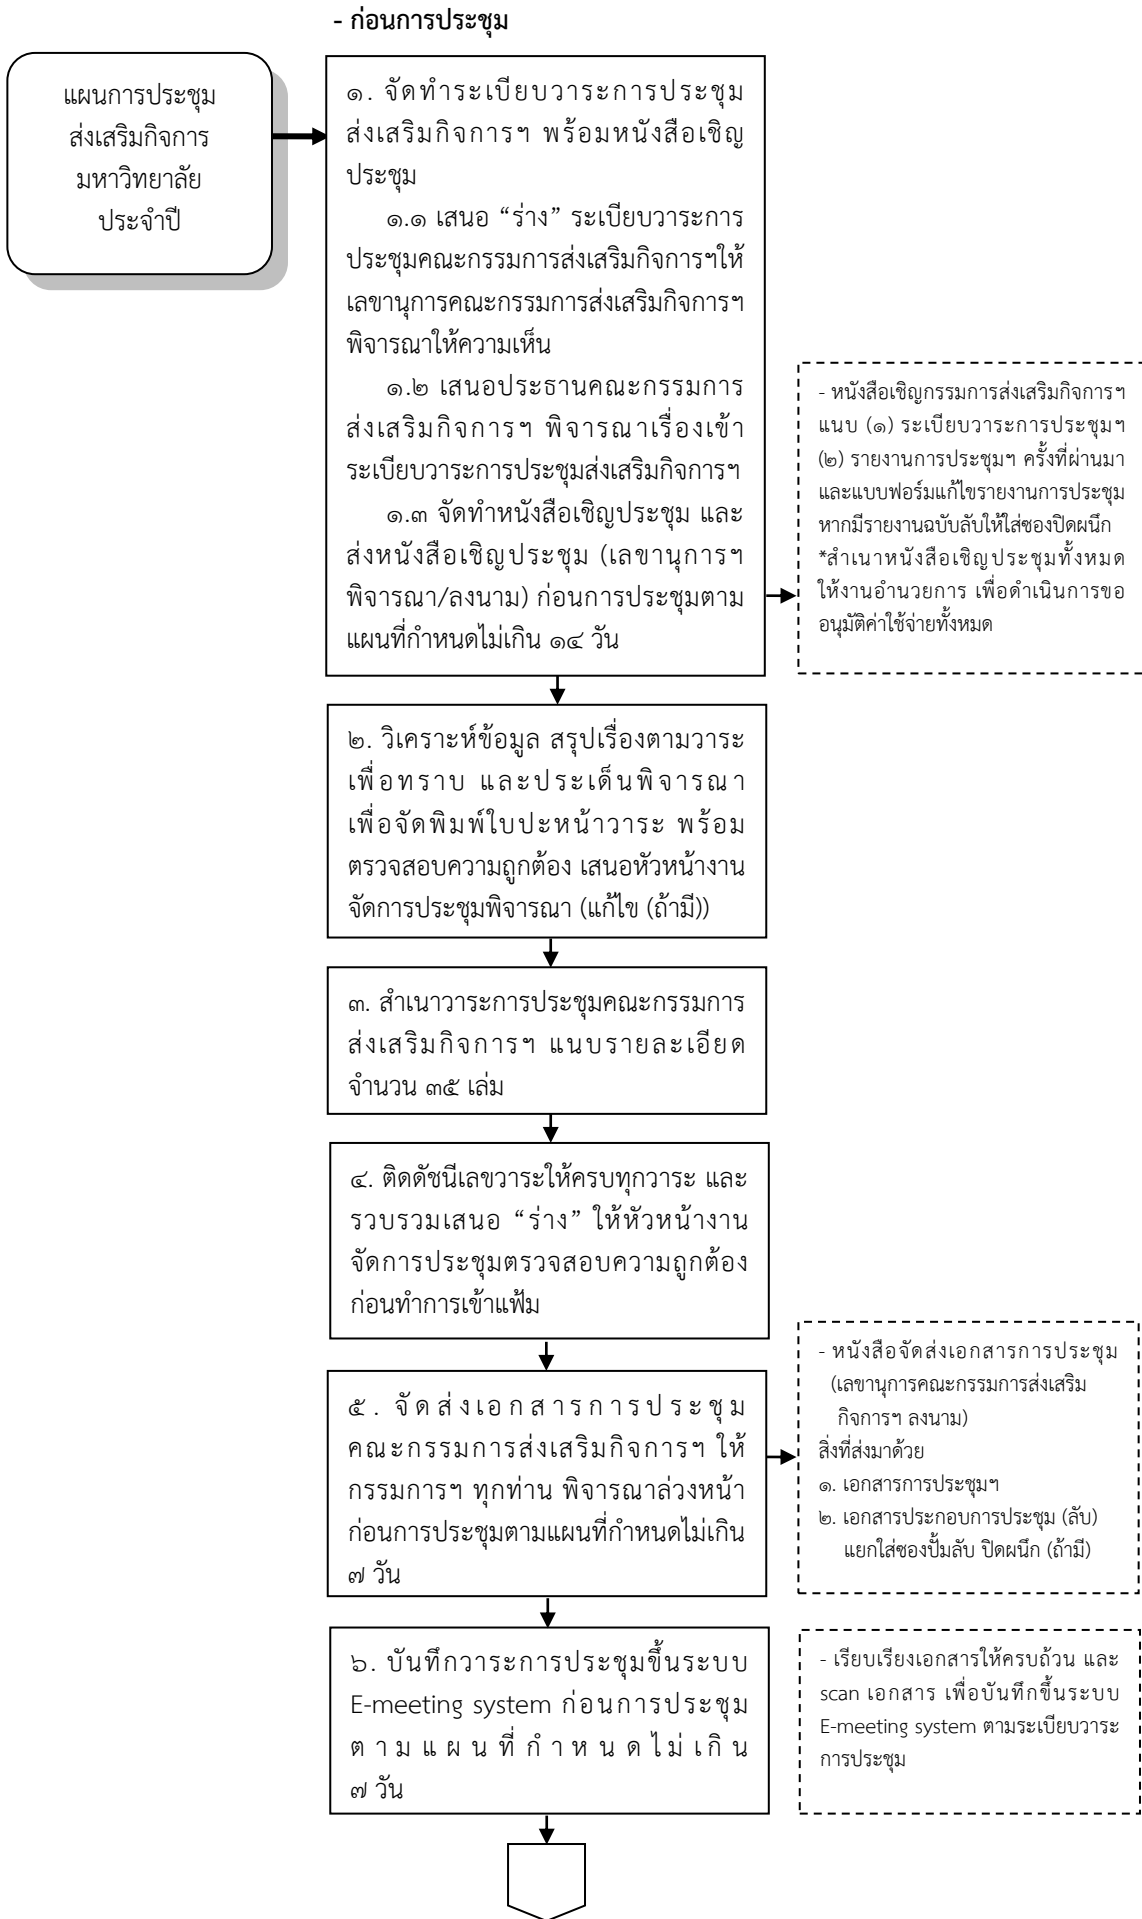 - ก่อนการประชุม
แผนการประชุม
ส่งเสริมกิจการ
มหาวิทยาลัย
ประจำปี
๑. จัดทำระเบียบวาระการประชุม
ส่งเสริมกิจการฯ พร้อมหนังสือเชิญ
ประชุม
๑.๑ เสนอ “ร่าง” ระเบียบวาระการ
ประชุมคณะกรรมการส่งเสริมกิจการฯให้
เลขานุการคณะกรรมการส่งเสริมกิจการฯ
พิจารณาให้ความเห็น
๑.๒ เสนอประธานคณะกรรมการ
ส่งเสริมกิจการฯ พิจารณาเรื่องเข้า
ระเบียบวาระการประชุมส่งเสริมกิจการฯ
๑.๓ จัดทำหนังสือเชิญประชุม และ
ส่งหนังสือเชิญประชุม (เลขานุการฯ
พิจารณา/ลงนาม) ก่อนการประชุมตาม
แผนที่กำหนดไม่เกิน ๑๔ วัน
- หนังสือเชิญกรรมการส่งเสริมกิจการฯ
แนบ (๑) ระเบียบวาระการประชุมฯ
(๒) รายงานการประชุมฯ ครั้งที่ผ่านมา
และแบบฟอร์มแก้ไขรายงานการประชุม
หากมีรายงานฉบับลับให้ใส่ซองปิดผนึก
*สำเนาหนังสือเชิญประชุมทั้งหมด
ให้งานอำนวยการ เพื่อดำเนินการขอ
อนุมัติค่าใช้จ่ายทั้งหมด
๒. วิเคราะห์ข้อมูล สรุปเรื่องตามวาระ
เพื่อทราบ และประเด็นพิจารณา
เพื่อจัดพิมพ์ใบปะหน้าวาระ พร้อม
ตรวจสอบความถูกต้อง เสนอหัวหน้างาน
จัดการประชุมพิจารณา (แก้ไข (ถ้ามี))
๓. สำเนาวาระการประชุมคณะกรรมการ
ส่งเสริมกิจการฯ แนบรายละเอียด
จำนวน ๓๕ เล่ม
๔. ติดดัชนีเลขวาระให้ครบทุกวาระ และ
รวบรวมเสนอ “ร่าง” ให้หัวหน้างาน
จัดการประชุมตรวจสอบความถูกต้อง
ก่อนทำการเข้าแฟ้ม
๕. จัดส่งเอกสารการประชุม
คณะกรรมการส่งเสริมกิจการฯ ให้
กรรมการฯ ทุกท่าน พิจารณาล่วงหน้า
ก่อนการประชุมตามแผนที่กำหนดไม่เกิน
๗ วัน
- หนังสือจัดส่งเอกสารการประชุม
(เลขานุการคณะกรรมการส่งเสริม
กิจการฯ ลงนาม)
สิ่งที่ส่งมาด้วย
๑. เอกสารการประชุมฯ
๒. เอกสารประกอบการประชุม (ลับ)
แยกใส่ซองปั้มลับ ปิดผนึก (ถ้ามี)
๖. บันทึกวาระการประชุมขึ้นระบบ
E-meeting system ก่อนการประชุม
ตามแผนที่กำหนดไม่เกิน
๗ วัน
- เรียบเรียงเอกสารให้ครบถ้วน และ
scan เอกสาร เพื่อบันทึกขึ้นระบบ
E-meeting system ตามระเบียบวาระ
การประชุม